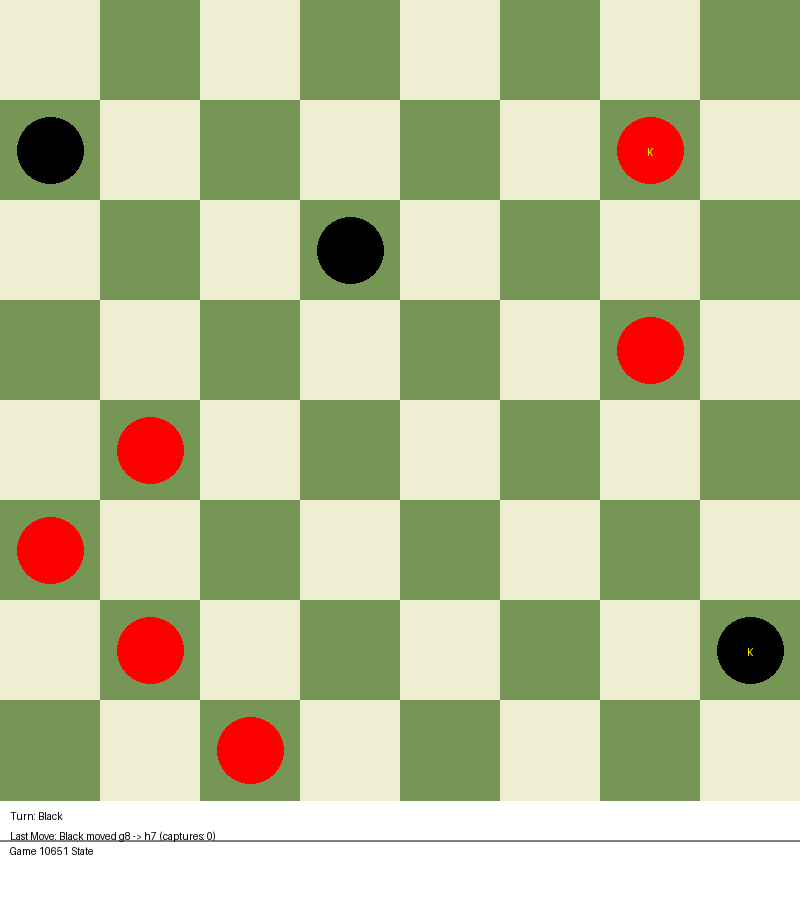 K
K
Turn: Black
Last Move: Black moved g8 -> h7 (captures: 0)
Game 10651 State